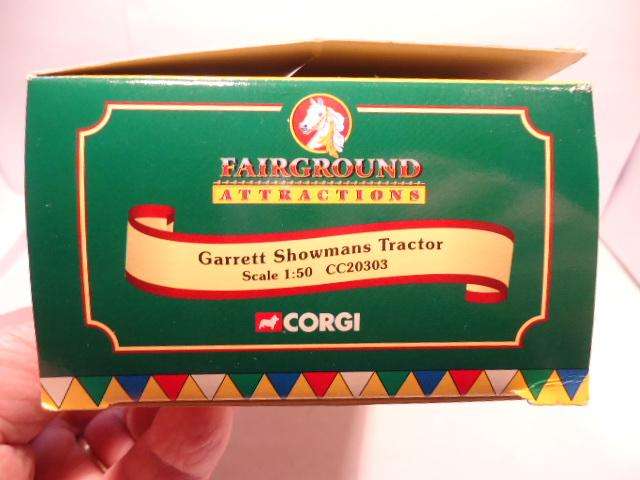 FAIRGROUND
ATTRACTIONS
Garrett Showmans Tractor
Scale 1:50 CC20303
CORGI